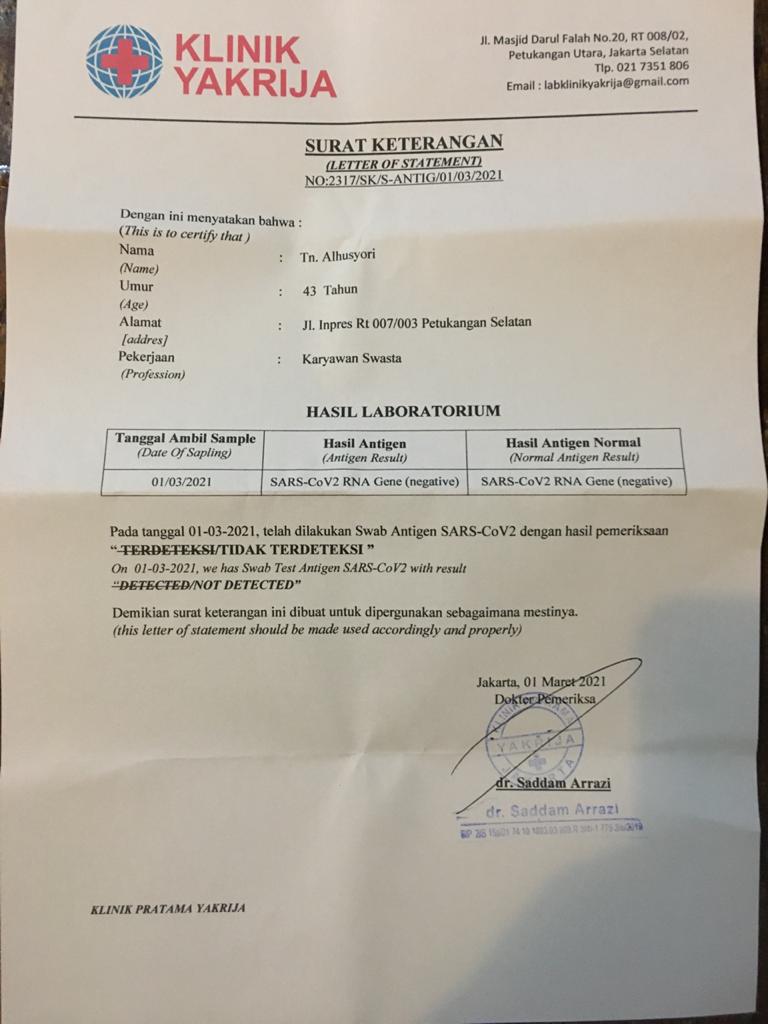 KLINIK
YAKRIJA
Jl. Masjid Darul Falah No.20, RT 008/02,
Petukangan Utara, Jakarta Selatan
Tlp. 021 7351 806
Email : labklinikyakrija@gmail.com
SURAT KETERANGAN
(LETTER OF STATEMENT)
NO:2317/SK/S-ANTIG/01/03/2021
Dengan ini menyatakan bahwa :
(This is to certify that )
Nama : Tn. Alhusyori
(Name)
Umur : 43 Tahun
(Age)
Alamat : Jl. Inpres Rt 007/003 Petukangan Selatan
[addres]
Pekerjaan : Karyawan Swasta
(Profession)
HASIL LABORATORIUM
Tanggal Ambil Sample Hasil Antigen Hasil Antigen Normal
(Date Of Sapling) (Antigen Result) (Normal Antigen Result)
01/03/2021 SARS-CoV2 RNA Gene (negative) SARS-CoV2 RNA Gene (negative)
Pada tanggal 01-03-2021, telah dilakukan Swab Antigen SARS-CoV2 dengan hasil pemeriksaan
“ TERDETEKSI/TIDAK TERDETEKSI ”
On 01-03-2021, we has Swab Test Antigen SARS-CoV2 with result
“DETECTED/NOT DETECTED”
Demikian surat keterangan ini dibuat untuk dipergunakan sebagaimana mestinya.
(this letter of statement should be made used accordingly and properly)
Jakarta, 01 Maret 2021
Dokter Pemeriksa
YAKRIJA
dr. Saddam Arrazi
dr. Saddam Arrazi
KLINIK PRATAMA YAKRIJA